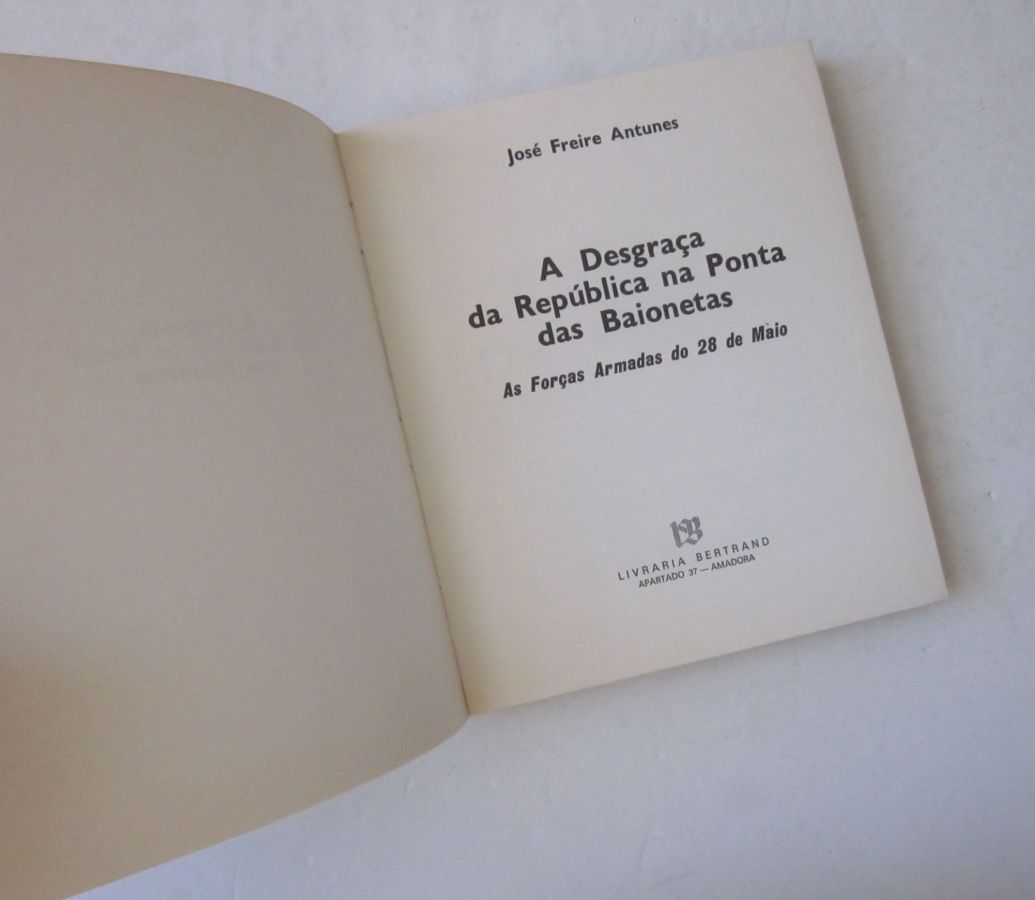 José Freire Antunes
A Desgraça
da República na Ponta
das Baionetas
As Forças Armadas do 28 de Maio
LIVRARIA BERTRAND
APARTADO 37 — AMADORA